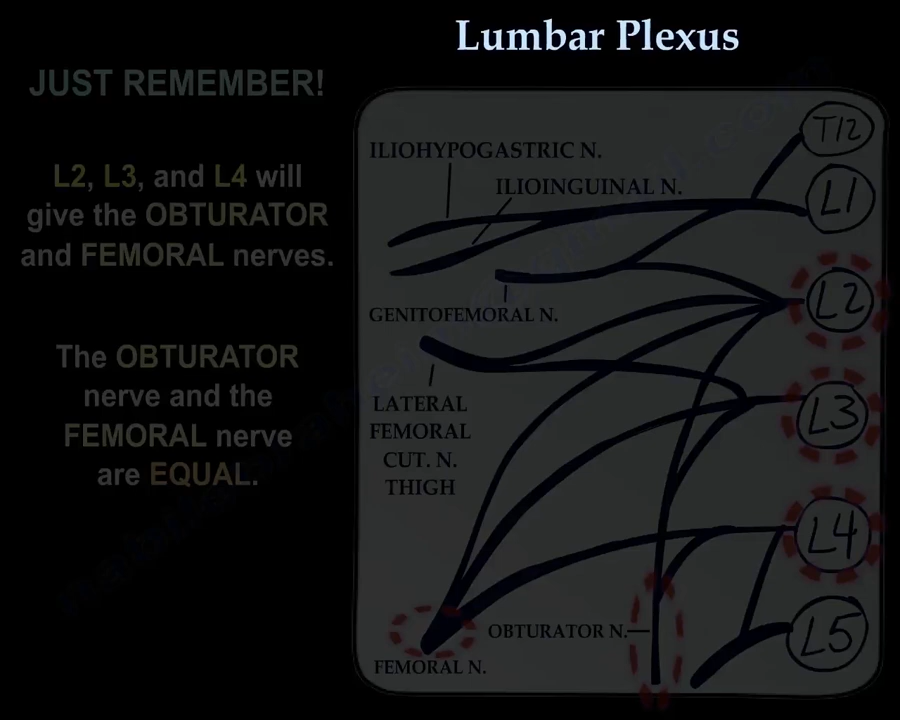 Lumbar Plexus
JUST REMEMBER!
L2, L3, and L4 will
give the OBTURATOR
and FEMORAL nerves.
The OBTURATOR
nerve and the
FEMORAL nerve
are EQUAL.
ILIOHYPOGASTRIC N.
ILIOINGUINAL N.
GENITOFEMORAL N.
LATERAL
FEMORAL
CUT. N.
THIGH
OBTURATOR N.
FEMORAL N.
T12
L1
L2
L3
L4
L5